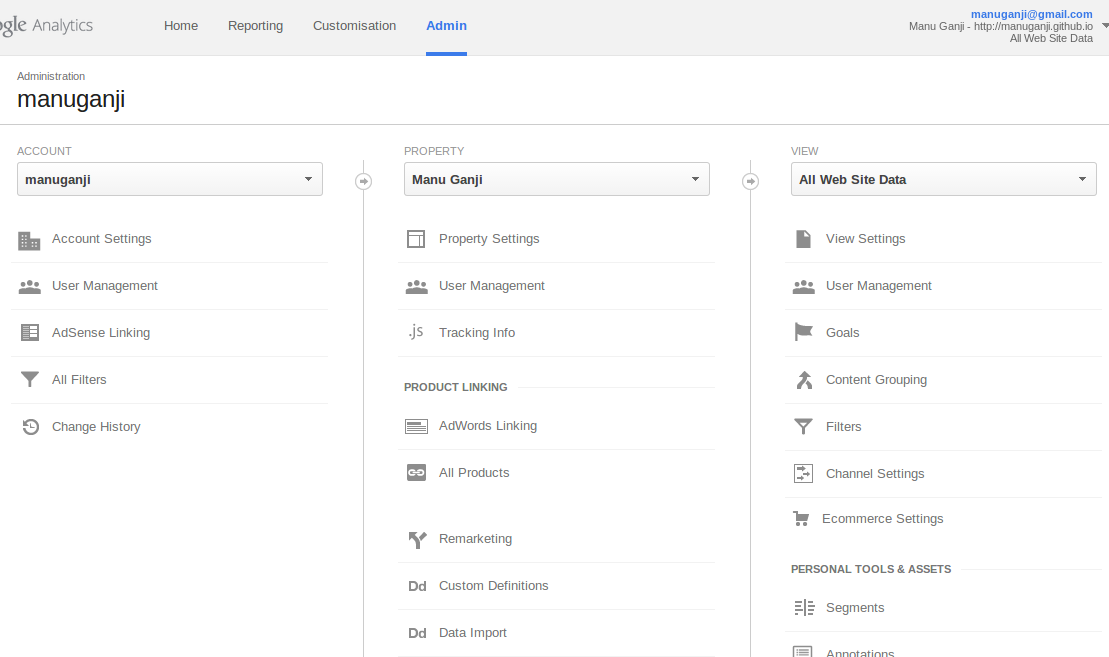 ogle Analytics
Home Reporting Customisation Admin
manuganji@gmail.com
Manu Ganji - http://manuganji.github.io
All Web Site Data
Administration
manuganji
ACCOUNT
manuganji
Account Settings
User Management
AdSense Linking
All Filters
Change History
PROPERTY
Manu Ganji
Property Settings
User Management
.js Tracking Info
PRODUCT LINKING
AdWords Linking
All Products
Remarketing
Dd Custom Definitions
Dd Data Import
VIEW
All Web Site Data
View Settings
User Management
Goals
Content Grouping
Filters
Channel Settings
Ecommerce Settings
PERSONAL TOOLS & ASSETS
Segments
Annotations